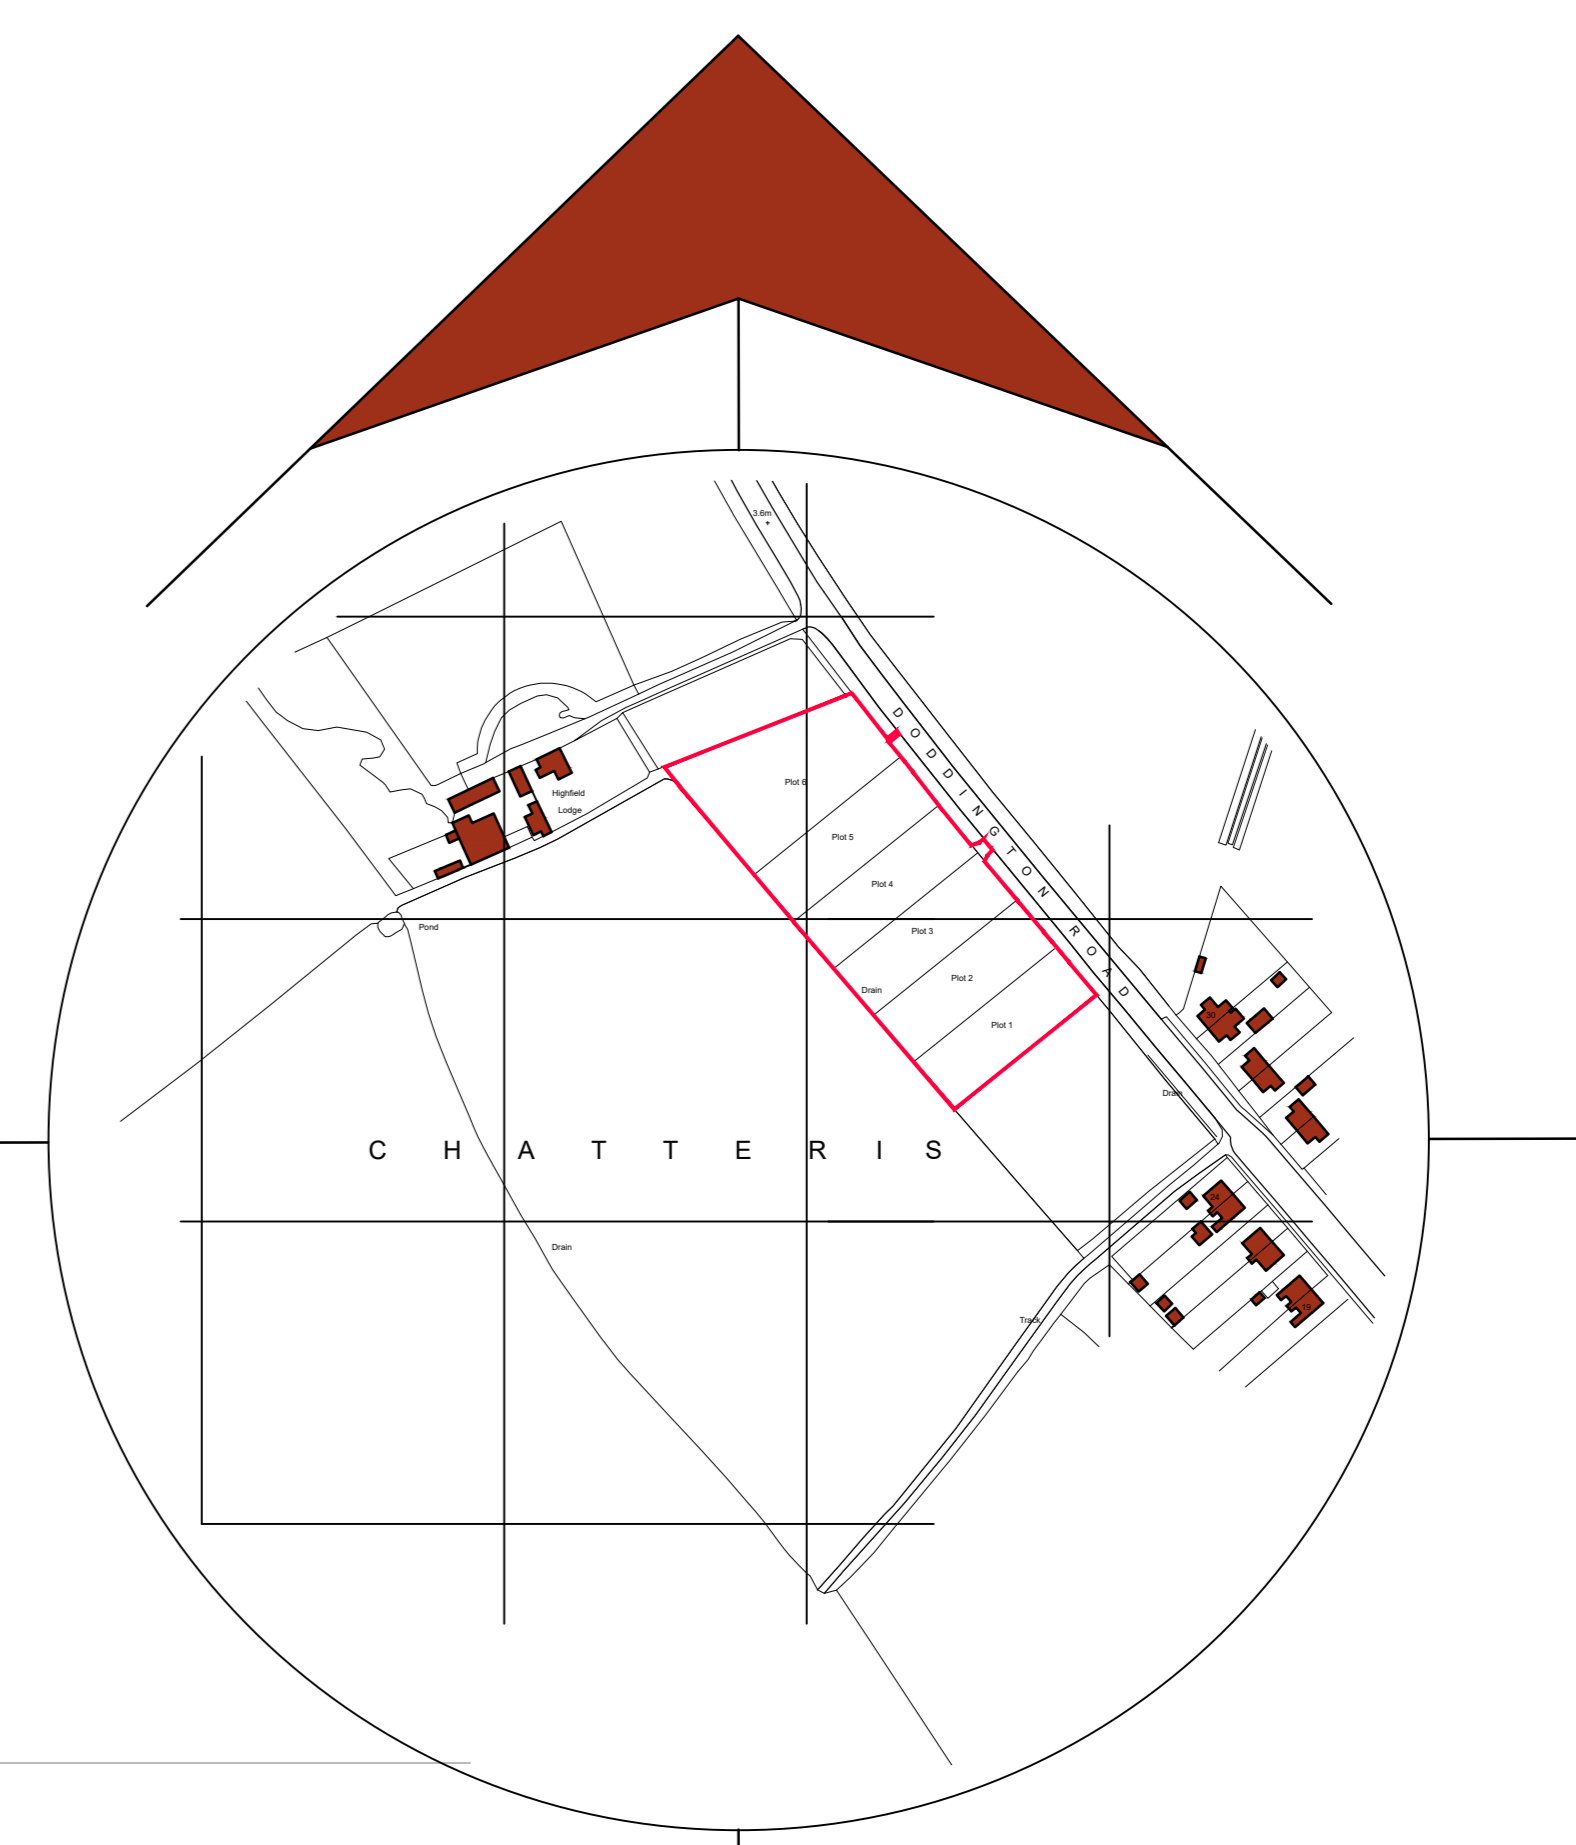 3.6m
DODDINGTON ROAD
Plot 6
Highfield
Lodge
Plot 5
Plot 4
Pond
Plot 3
Plot 2
Drain
30
Plot 1
Drain
CHATTERIS
24
Drain
19
Track